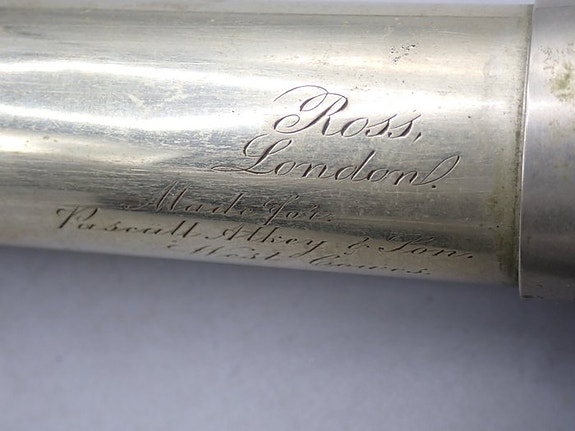 Ross,
London.
Made for.
Pascall Atkey & Son.
West Cowes.